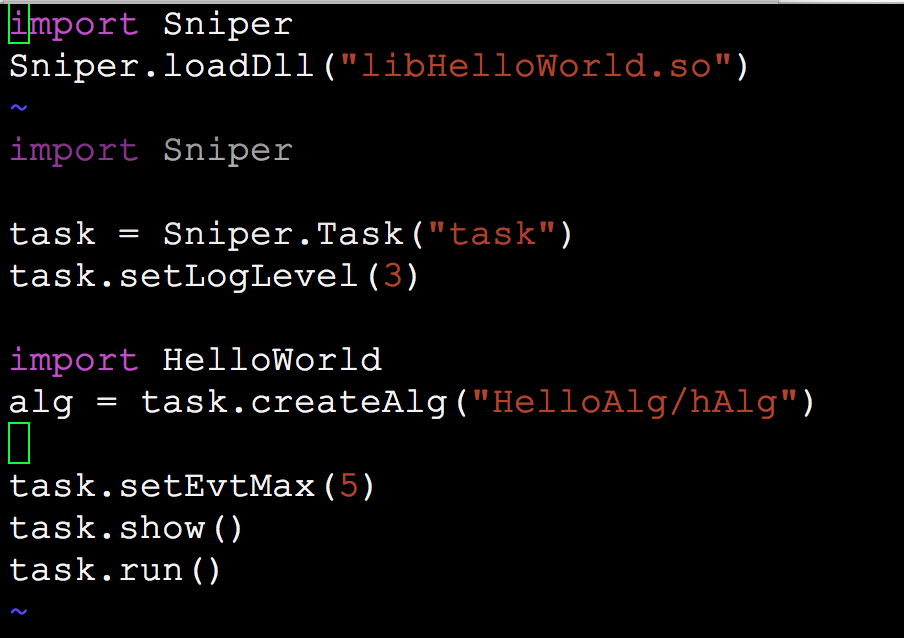 import Sniper
Sniper.loadDll("libHelloWorld.so")
~
import Sniper
task = Sniper.Task("task")
task.setLogLevel(3)
import HelloWorld
alg = task.createAlg("HelloAlg/hAlg")
task.setEvtMax(5)
task.show()
task.run()
~